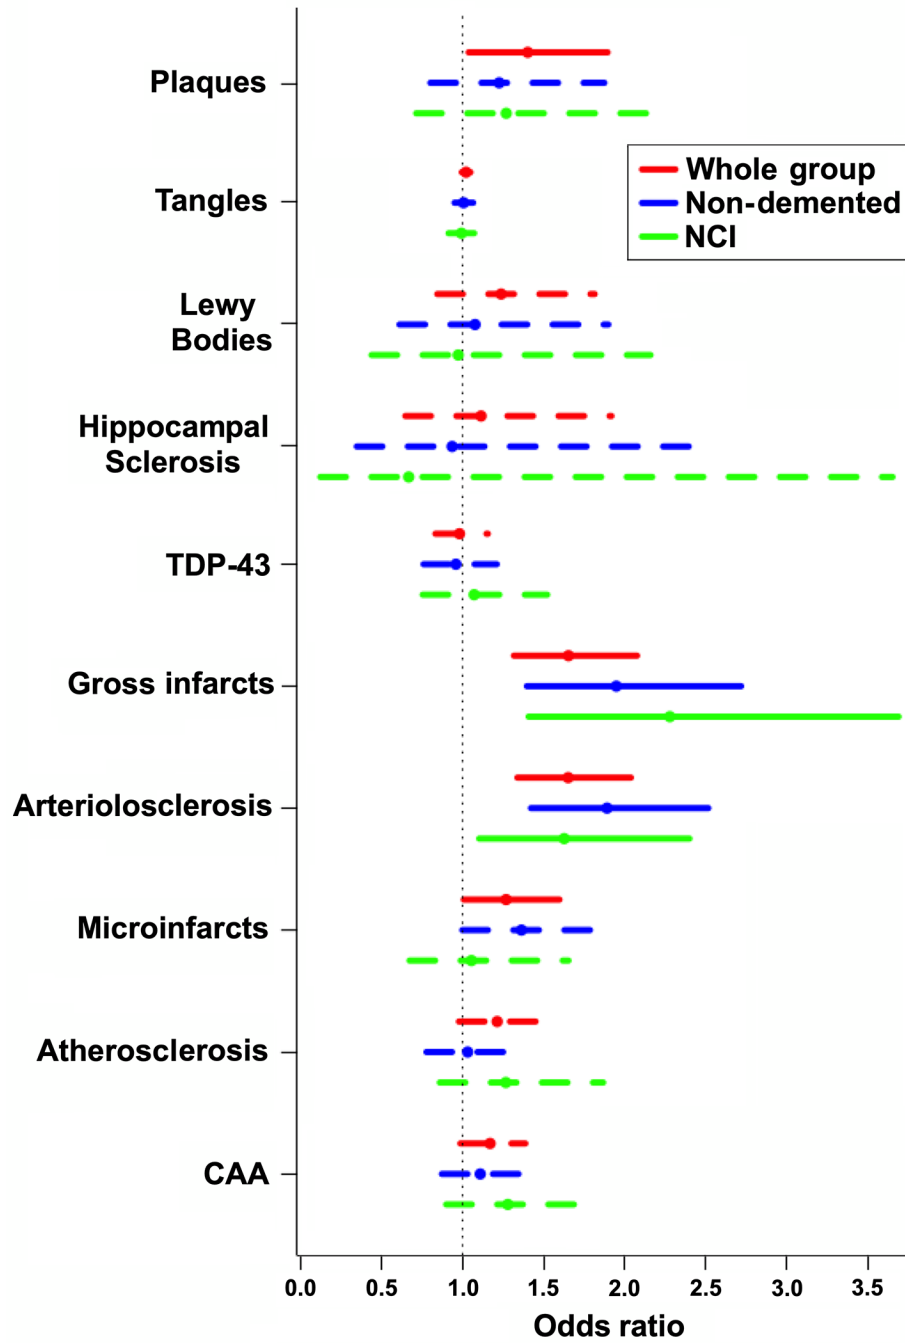 Plaques
Whole group
Non-demented
NCI
Tangles
Lewy
Bodies
Hippocampal
Sclerosis
TDP-43
Gross infarcts
Arteriolosclerosis
Microinfarcts
Atherosclerosis
CAA
0.0 0.5 1.0 1.5 2.0 2.5 3.0 3.5
Odds ratio